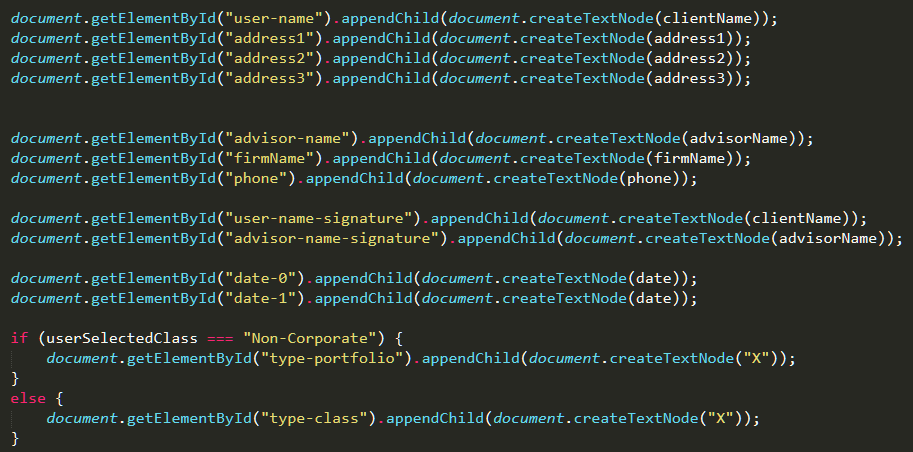 document.getElementById("user-name").appendChild(document.createTextNode(clientName));
document.getElementById("address1").appendChild(document.createTextNode(address1));
document.getElementById("address2").appendChild(document.createTextNode(address2));
document.getElementById("address3").appendChild(document.createTextNode(address3));
document.getElementById("advisor-name").appendChild(document.createTextNode(advisorName));
document.getElementById("firmName").appendChild(document.createTextNode(firmName));
document.getElementById("phone").appendChild(document.createTextNode(phone));
document.getElementById("user-name-signature").appendChild(document.createTextNode(clientName));
document.getElementById("advisor-name-signature").appendChild(document.createTextNode(advisorName));
document.getElementById("date-0").appendChild(document.createTextNode(date));
document.getElementById("date-1").appendChild(document.createTextNode(date));
if (userSelectedClass === "Non-Corporate") {
    document.getElementById("type-portfolio").appendChild(document.createTextNode("X"));
}
else {
    document.getElementById("type-class").appendChild(document.createTextNode("X"));
}